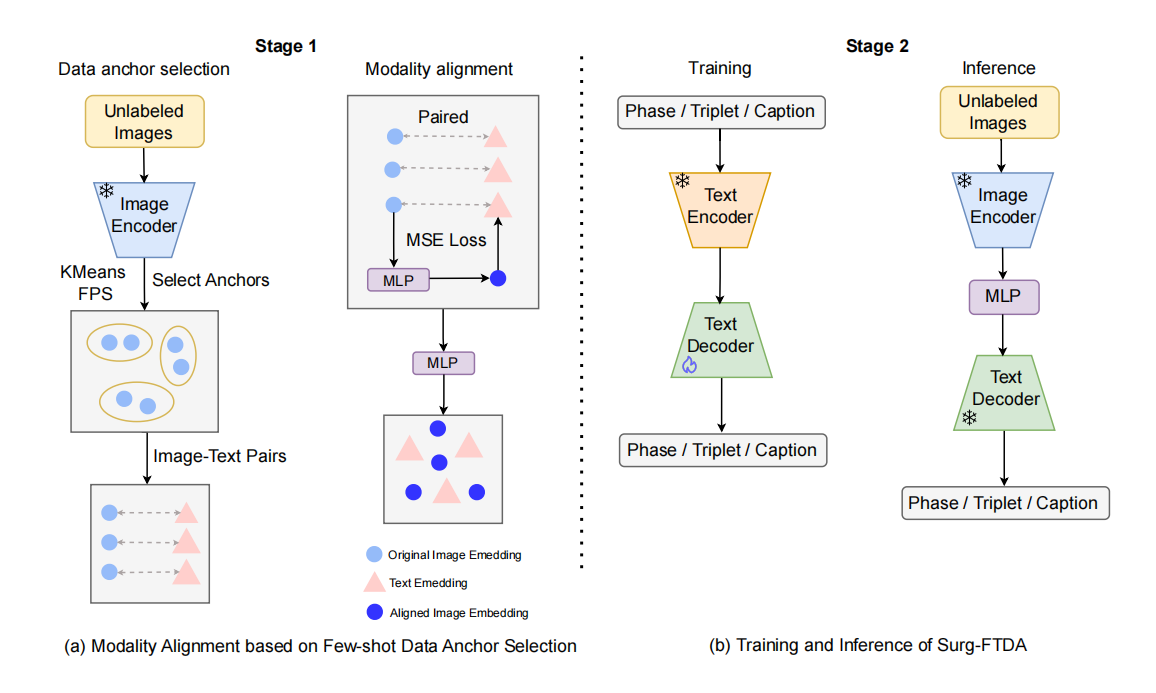 Stage 1
Data anchor selection
Unlabeled
Images
Image
Encoder
KMeans
FPS
Select Anchors
Image-Text Pairs
Modality alignment
Paired
MSE Loss
MLP
MLP
Original Image Emedding
Text Emedding
Aligned Image Embedding
(a) Modality Alignment based on Few-shot Data Anchor Selection
Stage 2
Training
Phase / Triplet / Caption
Text
Encoder
Text
Decoder
Phase / Triplet / Caption
Inference
Unlabeled
Images
Image
Encoder
MLP
Text
Decoder
Phase / Triplet / Caption
(b) Training and Inference of Surg-FTDA